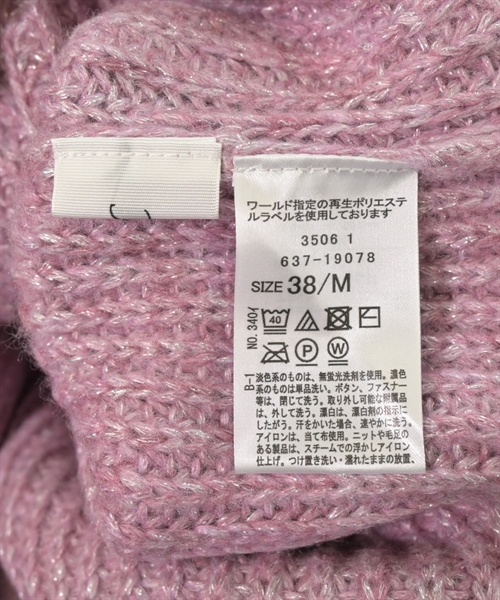 ワールド指定の再生ポリエステ
ルラベルを使用しております
3506 1
637-19078
SIZE 38/M
40
P W
NO. 340
B-1
淡色系のものは、無蛍光洗剤を使用。濃色
系のものは単品洗い。ボタン、ファスナー
等は、閉じて洗う。取り外し可能な付属品
は、外して洗う。漂白は、漂白剤の指示に
したがう。汗をかいた場合、速やかに洗う。
アイロンは、当て布使用。ニットや毛足の
ある製品は、スチームでの浮かしアイロン
仕上げ。つけ置き洗い・濡れたままの放置、